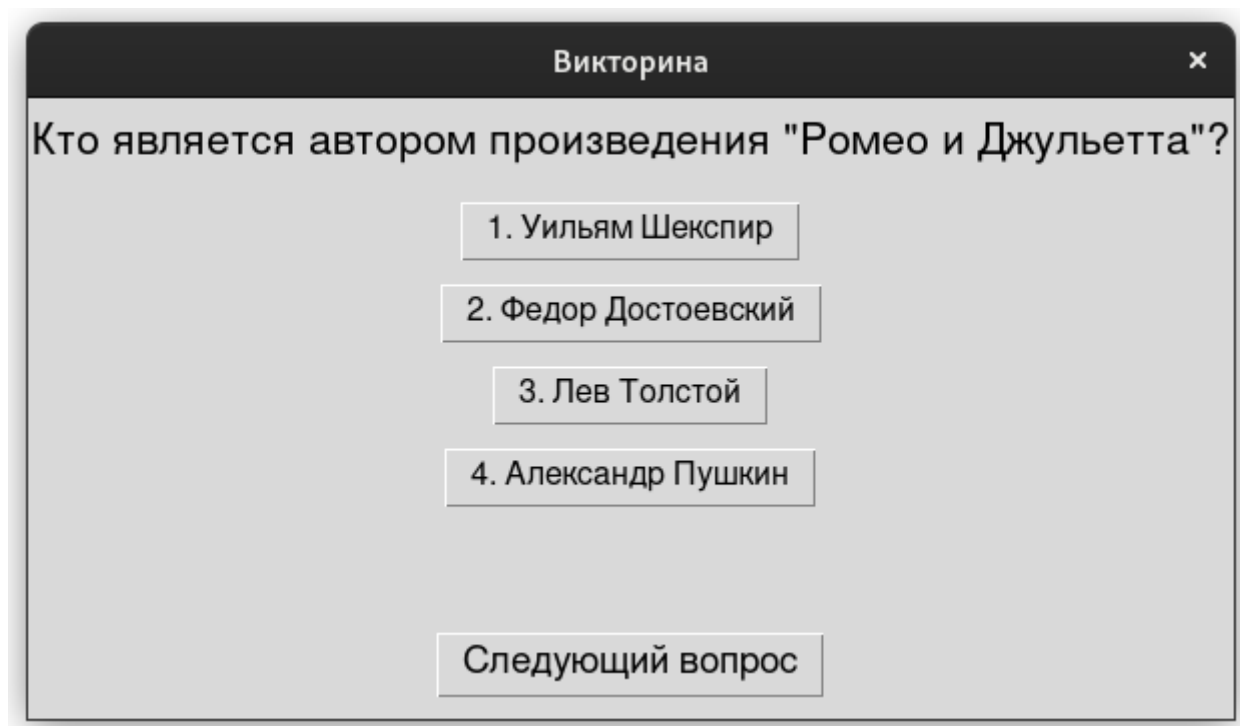 Викторина
Кто является автором произведения "Ромео и Джульетта"?
1. Уильям Шекспир
2. Федор Достоевский
3. Лев Толстой
4. Александр Пушкин
Следующий вопрос